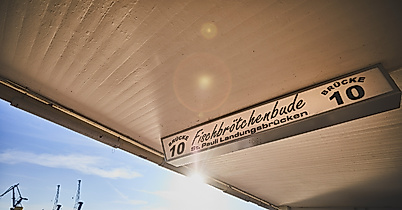 BRÜCKE 10
Fischbrötchenbude
St. Pauli Landungsbrücken
BRÜCKE 10